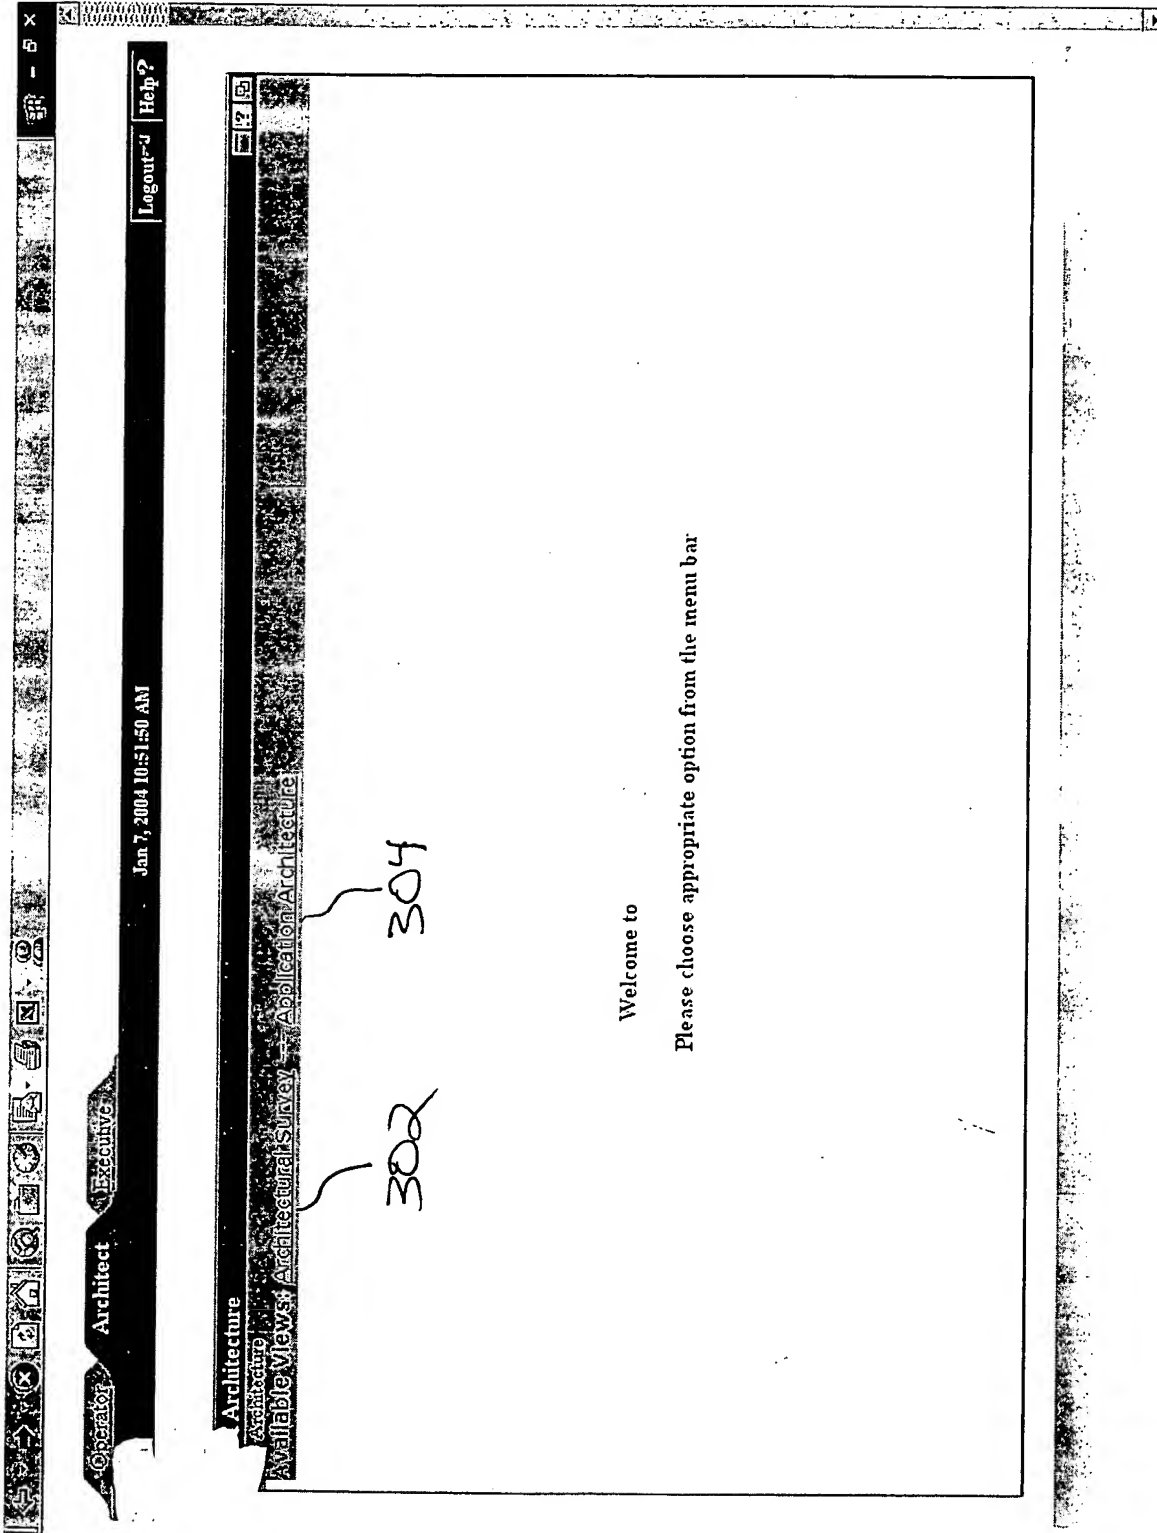 Operator Architect Executive
Jan 7, 2004 10:51:50 AM Logout Help?
Architecture
Architecture
Available Views: Architectural Survey --- Application Architecture
302 304
Welcome to
Please choose appropriate option from the menu bar